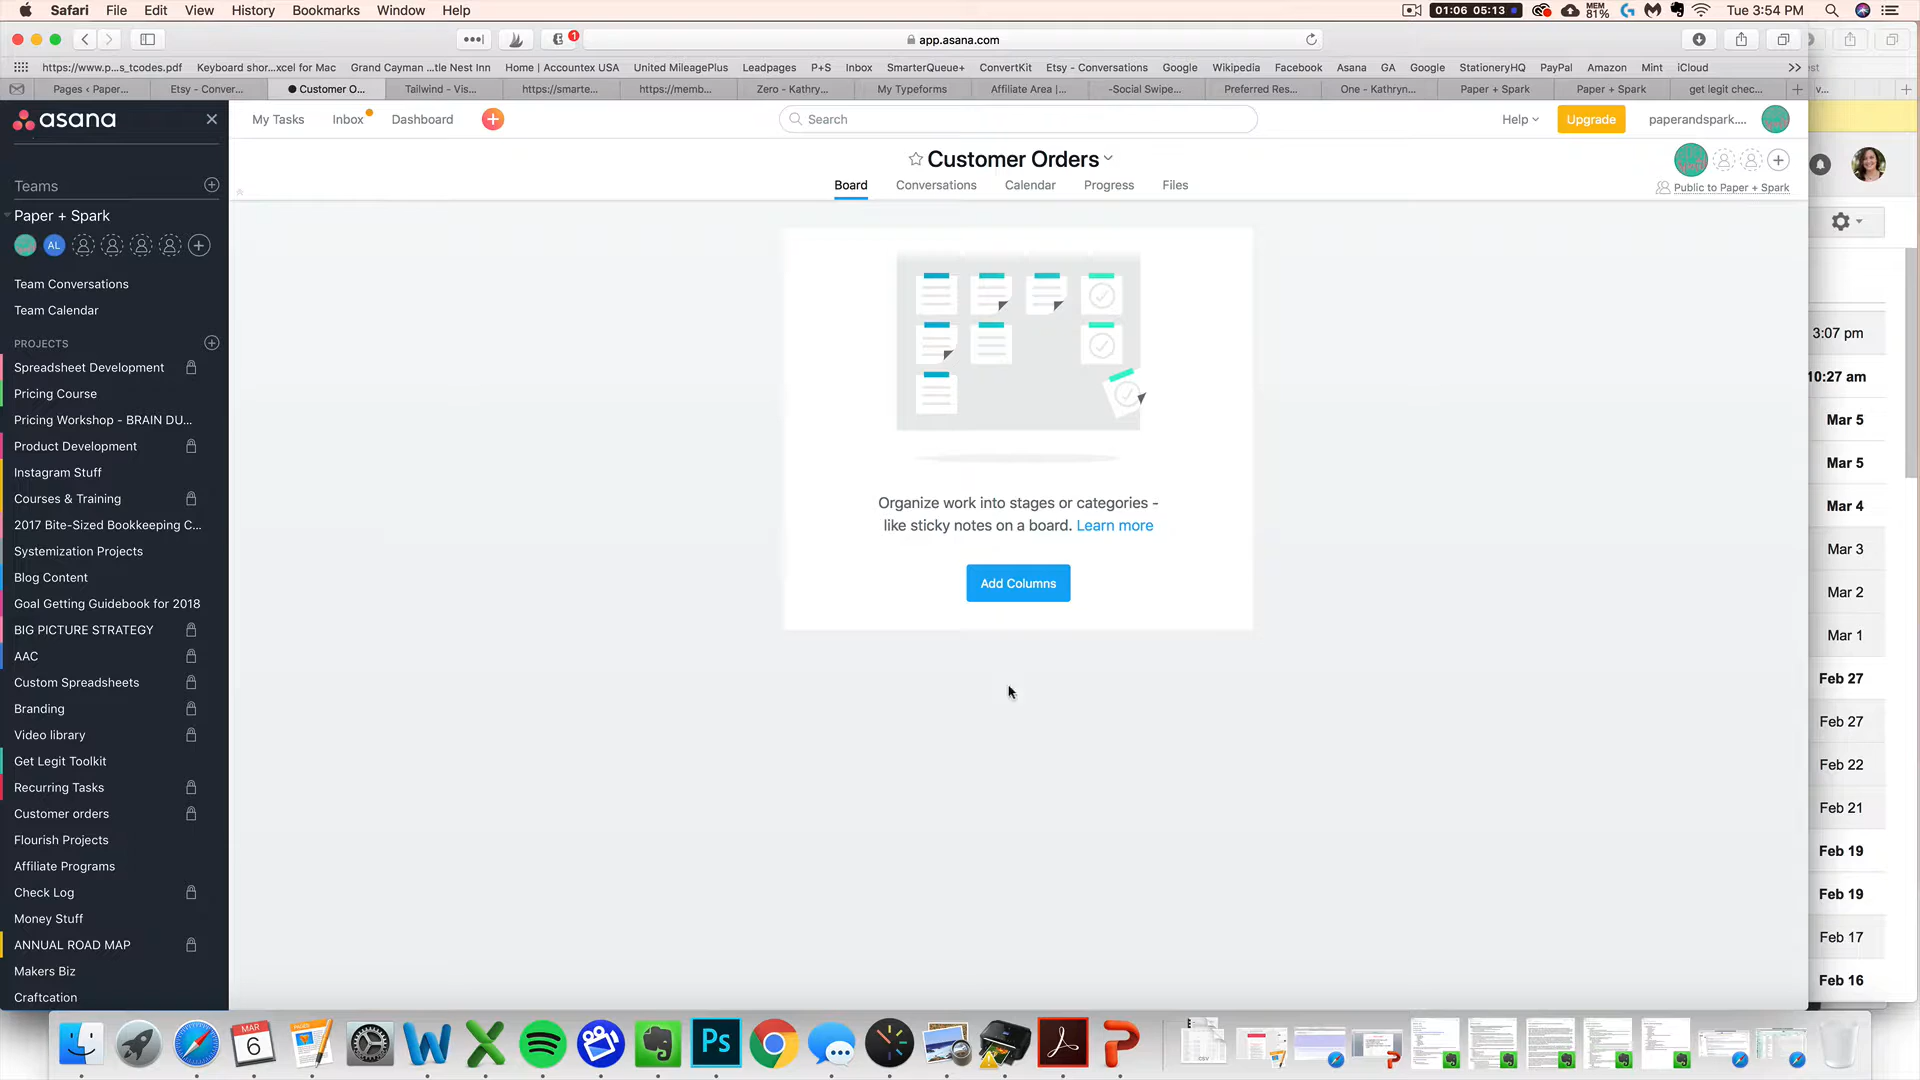 Safari File Edit View History Bookmarks Window Help
01:06 05:13 MEM 81% Tue 3:54 PM
1 app.asana.com
https://www.p...s_tcodes.pdf Keyboard shor...xcel for Mac Grand Cayman ...tle Nest Inn Home | Accountex USA United MileagePlus Leadpages P+S Inbox SmarterQueue+ ConvertKit Etsy - Conversations Google Wikipedia Facebook Asana GA Google StationeryHQ PayPal Amazon Mint iCloud
Pages ‹ Paper... Etsy - Conver... Customer O... Tailwind - Vis... https://smarte... https://memb... Zero - Kathry... My Typeforms Affiliate Area |... -Social Swipe... Preferred Res... One - Kathryn... Paper + Spark Paper + Spark get legit chec...
asana
My Tasks Inbox Dashboard Search Help Upgrade paperandspark....
Customer Orders
Board Conversations Calendar Progress Files
Public to Paper + Spark
Teams
Paper + Spark
AL
Team Conversations
Team Calendar
PROJECTS
Spreadsheet Development
Pricing Course
Pricing Workshop - BRAIN DU...
Product Development
Instagram Stuff
Courses & Training
2017 Bite-Sized Bookkeeping C...
Systemization Projects
Blog Content
Goal Getting Guidebook for 2018
BIG PICTURE STRATEGY
AAC
Custom Spreadsheets
Branding
Video library
Get Legit Toolkit
Recurring Tasks
Customer orders
Flourish Projects
Affiliate Programs
Check Log
Money Stuff
ANNUAL ROAD MAP
Makers Biz
Craftcation
Organize work into stages or categories -
like sticky notes on a board. Learn more
Add Columns
3:07 pm
10:27 am
Mar 5
Mar 5
Mar 4
Mar 3
Mar 2
Mar 1
Feb 27
Feb 27
Feb 22
Feb 21
Feb 19
Feb 19
Feb 17
Feb 16
MAR
6
PAGES
W
X
Ps
P
CSV